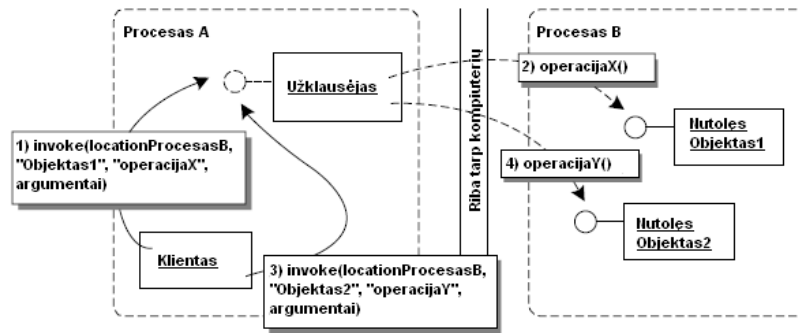 Procesas A
Užklausėjas
1) invoke(locationProcesasB,
"Objektas1", "operacijaX",
argumentai)
Klientas
3) invoke(locationProcesasB,
"Objektas2", "operacijaY",
argumentai)
Riba tarp kompiuterių
Procesas B
2) operacijaX()
Nutolęs
Objektas1
4) operacijaY()
Nutolęs
Objektas2